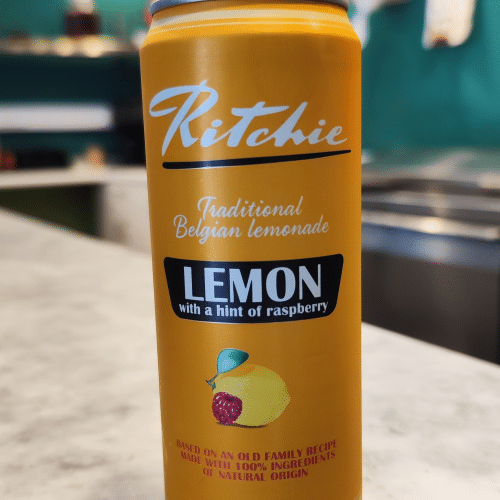 Ritchie
Traditional
Belgian lemonade
LEMON
with a hint of raspberry
BASED ON AN OLD FAMILY RECIPE
MADE WITH 100% INGREDIENTS
OF NATURAL ORIGIN